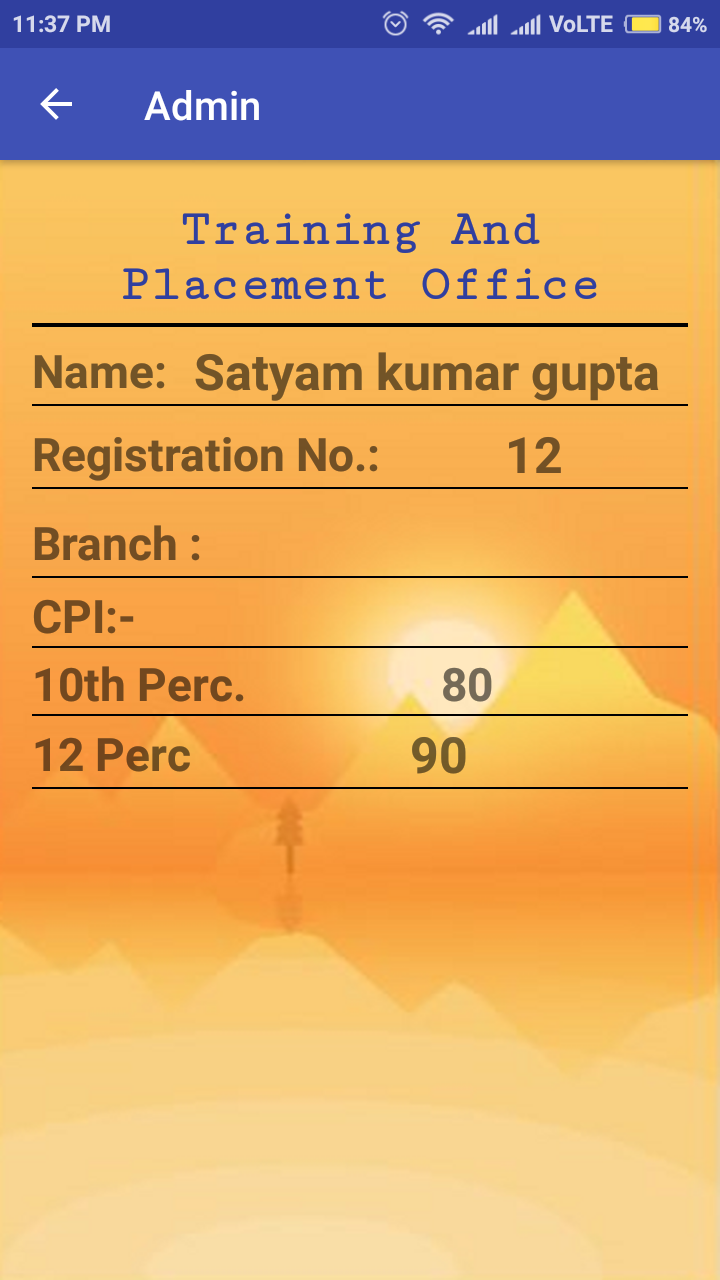 11:37 PM VoLTE 84%
Admin
Training And
Placement Office
Name: Satyam kumar gupta
Registration No.: 12
Branch :
CPI:-
10th Perc. 80
12 Perc 90